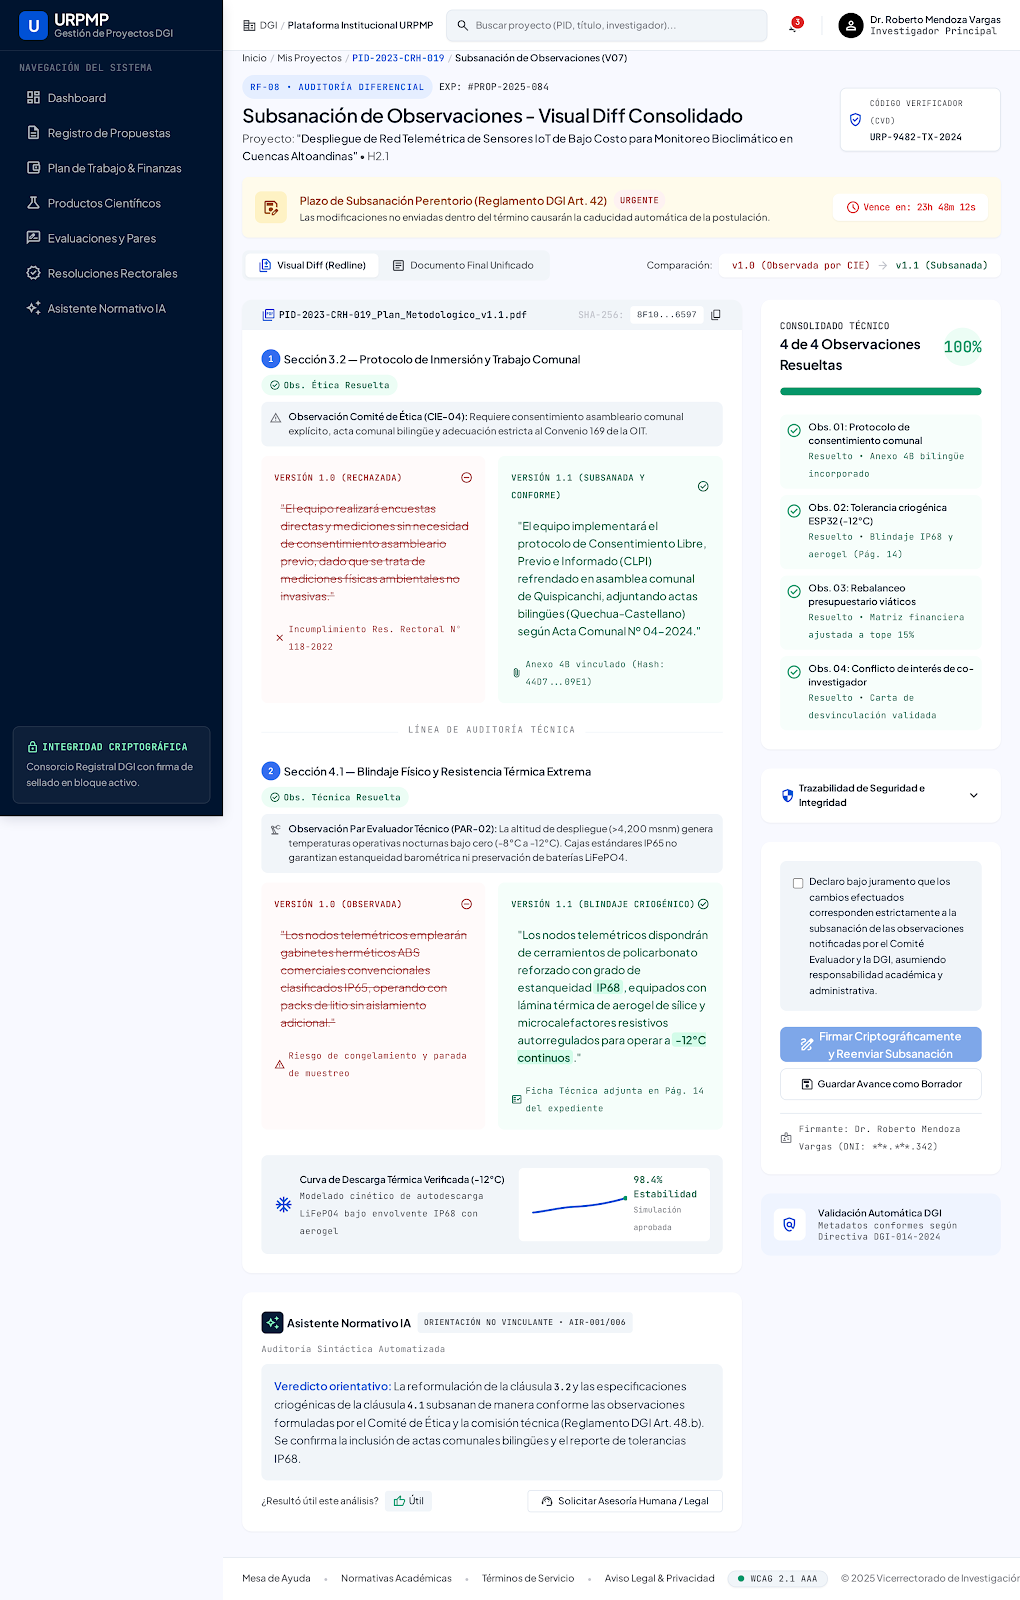 U
URPMP
Gestión de Proyectos DGI
NAVEGACIÓN DEL SISTEMA
Dashboard
Registro de Propuestas
Plan de Trabajo & Finanzas
Productos Científicos
Evaluaciones y Pares
Resoluciones Rectorales
Asistente Normativo IA
INTEGRIDAD CRIPTOGRÁFICA
Consorcio Registral DGI con firma de
sellado en bloque activo.
DGI / Plataforma Institucional URPMP
Buscar proyecto (PID, título, investigador)...
3
Dr. Roberto Mendoza Vargas
Investigador Principal
Inicio / Mis Proyectos / PID-2023-CRH-019 / Subsanación de Observaciones (V07)
RF-08 • AUDITORÍA DIFERENCIAL
EXP: #PROP-2025-084
Subsanación de Observaciones - Visual Diff Consolidado
Proyecto: "Despliegue de Red Telemétrica de Sensores IoT de Bajo Costo para Monitoreo Bioclimático en
Cuencas Altoandinas" • H2.1
CÓDIGO VERIFICADOR
(CVD)
URP-9482-TX-2024
Plazo de Subsanación Perentorio (Reglamento DGI Art. 42)
URGENTE
Las modificaciones no enviadas dentro del término causarán la caducidad automática de la postulación.
Vence en: 23h 48m 12s
Visual Diff (Redline)
Documento Final Unificado
Comparación:
v1.0 (Observada por CIE) → v1.1 (Subsanada)
PID-2023-CRH-019_Plan_Metodologico_v1.1.pdf
SHA-256:
8F10...6597
1
Sección 3.2 — Protocolo de Inmersión y Trabajo Comunal
Obs. Ética Resuelta
Observación Comité de Ética (CIE-04): Requiere consentimiento asambleario comunal
explícito, acta comunal bilingüe y adecuación estricta al Convenio 169 de la OIT.
VERSIÓN 1.0 (RECHAZADA)
"El equipo realizará encuestas
directas y mediciones sin necesidad
de consentimiento asambleario
previo, dado que se trata de
mediciones físicas ambientales no
invasivas."
Incumplimiento Res. Rectoral N°
118-2022
VERSIÓN 1.1 (SUBSANADA Y
CONFORME)
"El equipo implementará el
protocolo de Consentimiento Libre,
Previo e Informado (CLPI)
refrendado en asamblea comunal
de Quispicanchi, adjuntando actas
bilingües (Quechua-Castellano)
según Acta Comunal Nº 04-2024."
Anexo 4B vinculado (Hash:
44D7...09E1)
LÍNEA DE AUDITORÍA TÉCNICA
2
Sección 4.1 — Blindaje Físico y Resistencia Térmica Extrema
Obs. Técnica Resuelta
Observación Par Evaluador Técnico (PAR-02): La altitud de despliegue (>4,200 msnm) genera
temperaturas operativas nocturnas bajo cero (-8°C a -12°C). Cajas estándares IP65 no
garantizan estanqueidad barométrica ni preservación de baterías LiFePO4.
VERSIÓN 1.0 (OBSERVADA)
"Los nodos telemétricos emplearán
gabinetes herméticos ABS
comerciales convencionales
clasificados IP65, operando con
packs de litio sin aislamiento
adicional."
Riesgo de congelamiento y parada
de muestreo
VERSIÓN 1.1 (BLINDAJE CRIOGÉNICO)
"Los nodos telemétricos dispondrán
de cerramientos de policarbonato
reforzado con grado de
estanqueidad IP68 , equipados con
lámina térmica de aerogel de sílice y
microcalefactores resistivos
autorregulados para operar a -12°C
continuos ."
Ficha Técnica adjunta en Pág. 14
del expediente
Curva de Descarga Térmica Verificada (-12°C)
Modelado cinético de autodescarga
LiFePO4 bajo envolvente IP68 con
aerogel
98.4%
Estabilidad
Simulación
aprobada
Asistente Normativo IA
ORIENTACIÓN NO VINCULANTE • AIR-001/006
Auditoría Sintáctica Automatizada
Veredicto orientativo: La reformulación de la cláusula 3.2 y las especificaciones
criogénicas de la cláusula 4.1 subsanan de manera conforme las observaciones
formuladas por el Comité de Ética y la comisión técnica (Reglamento DGI Art. 48.b).
Se confirma la inclusión de actas comunales bilingües y el reporte de tolerancias
IP68.
¿Resultó útil este análisis?
Útil
Solicitar Asesoría Humana / Legal
CONSOLIDADO TÉCNICO
4 de 4 Observaciones
Resueltas
100%
Obs. 01: Protocolo de
consentimiento comunal
Resuelto • Anexo 4B bilingüe
incorporado
Obs. 02: Tolerancia criogénica
ESP32 (-12°C)
Resuelto • Blindaje IP68 y
aerogel (Pág. 14)
Obs. 03: Rebalanceo
presupuestario viáticos
Resuelto • Matriz financiera
ajustada a tope 15%
Obs. 04: Conflicto de interés de co-
investigador
Resuelto • Carta de
desvinculación validada
Trazabilidad de Seguridad e
Integridad
Declaro bajo juramento que los
cambios efectuados
corresponden estrictamente a la
subsanación de las observaciones
notificadas por el Comité
Evaluador y la DGI, asumiendo
responsabilidad académica y
administrativa.
Firmar Criptográficamente
y Reenviar Subsanación
Guardar Avance como Borrador
Firmante: Dr. Roberto Mendoza
Vargas (DNI: **.***.342)
Validación Automática DGI
Metadatos conformes según
Directiva DGI-014-2024
Mesa de Ayuda • Normativas Académicas • Términos de Servicio • Aviso Legal & Privacidad
WCAG 2.1 AAA
© 2025 Vicerrectorado de Investigación